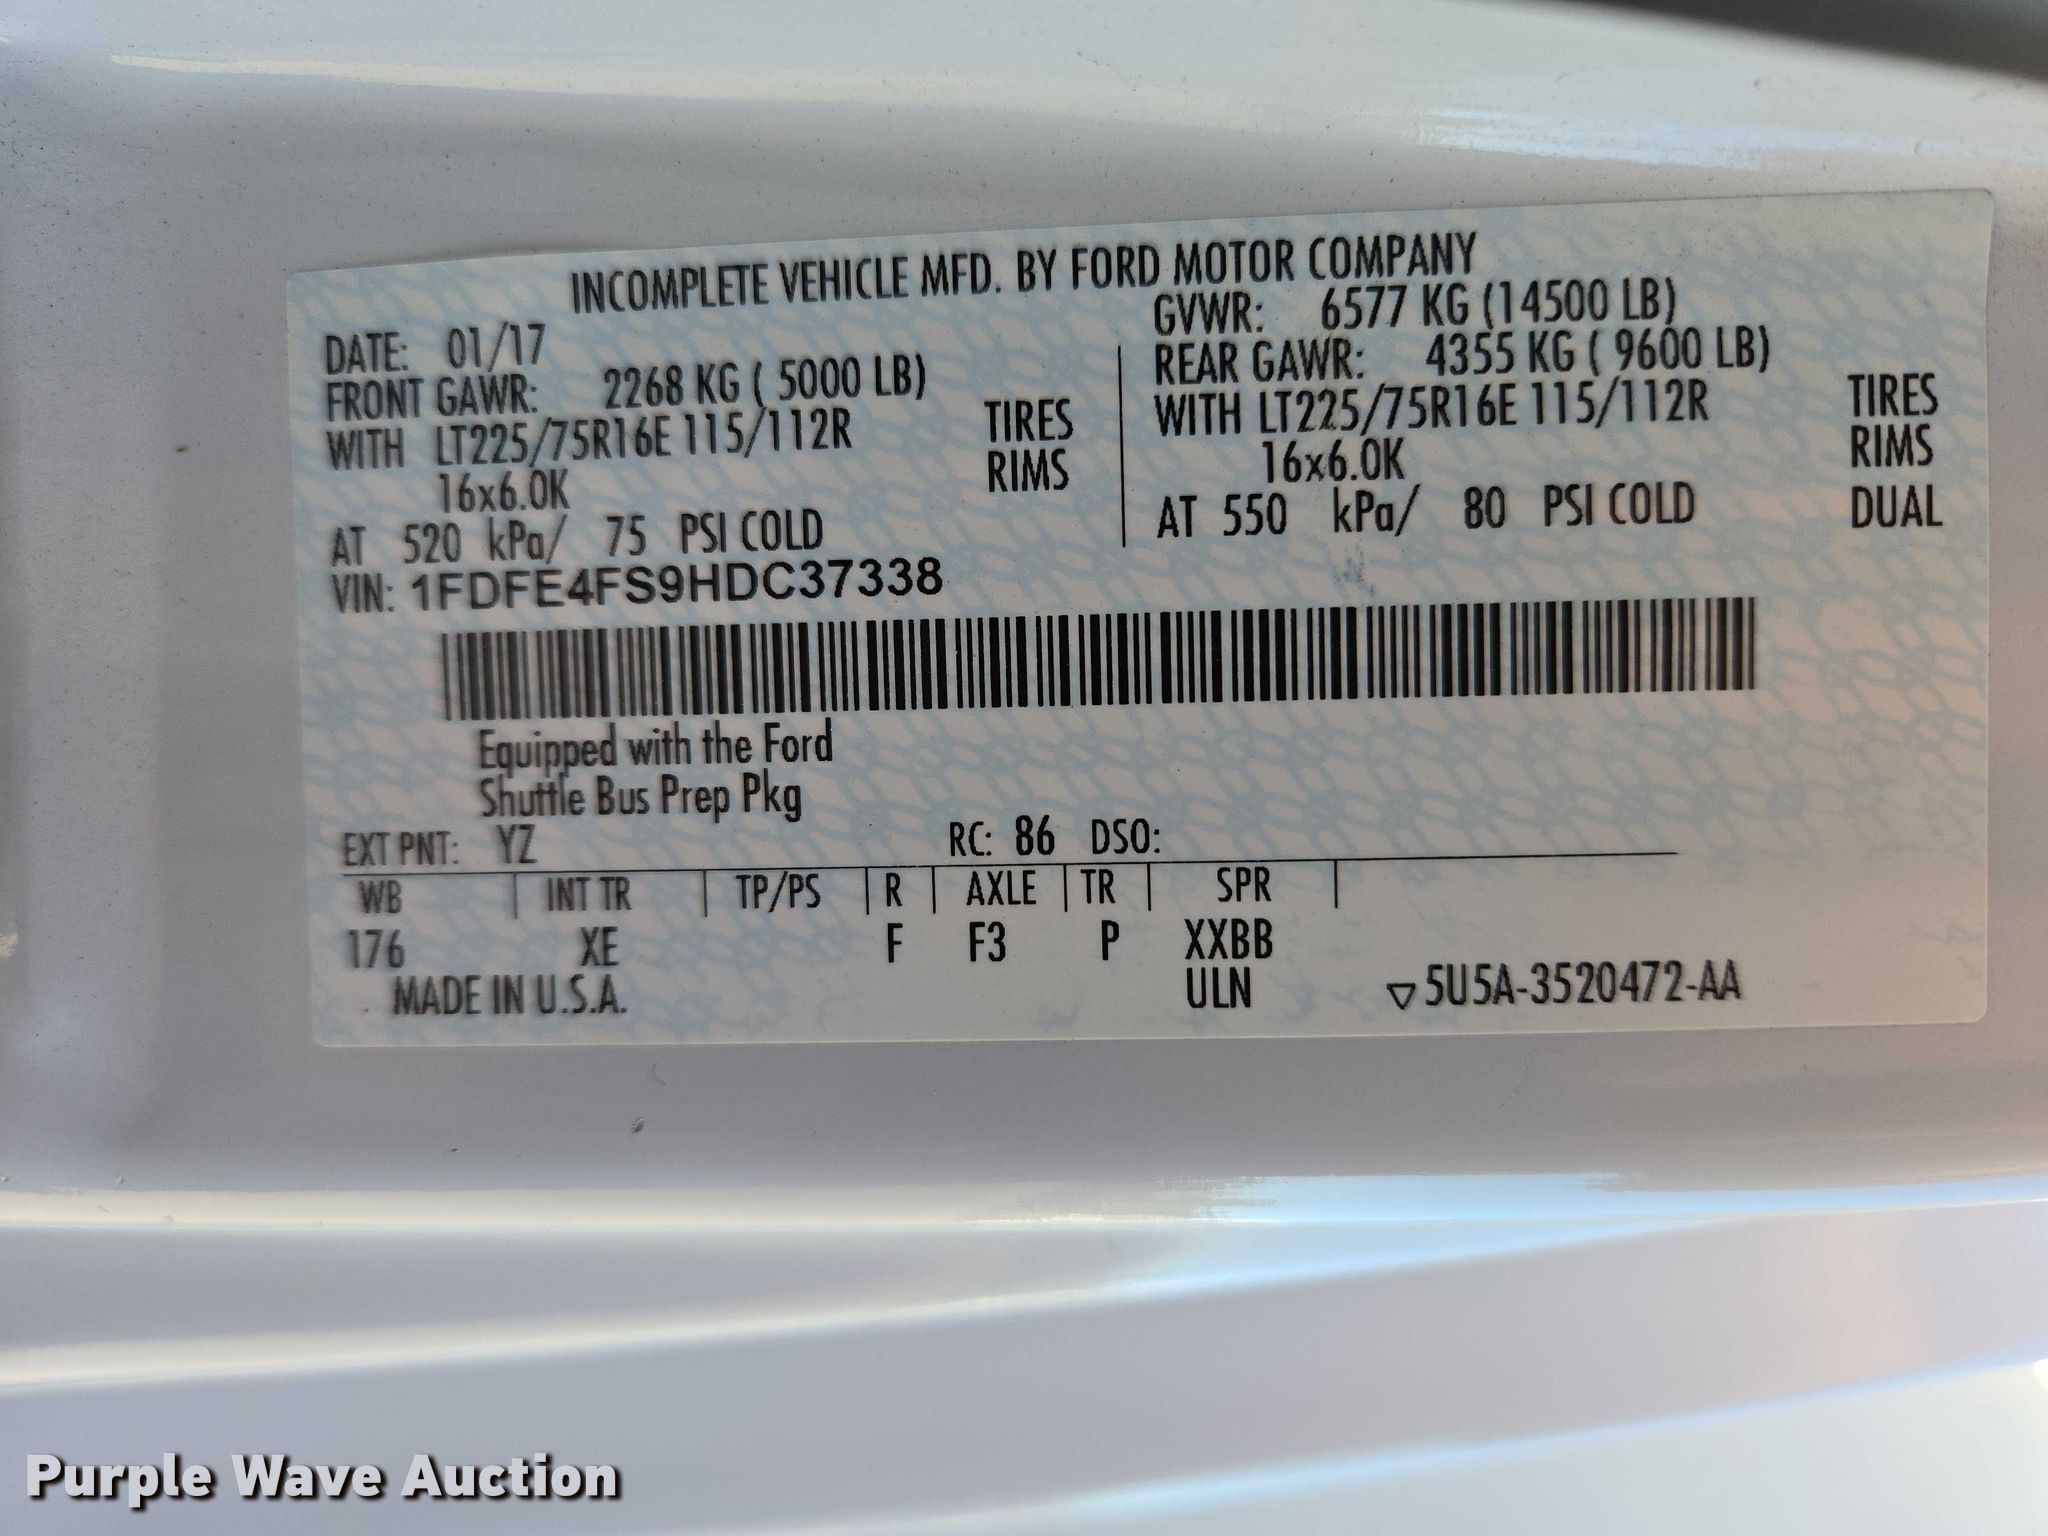 INCOMPLETE VEHICLE MFD. BY FORD MOTOR COMPANY
DATE: 01/17
GVWR: 6577 KG (14500 LB)
FRONT GAWR: 2268 KG ( 5000 LB)
REAR GAWR: 4355 KG ( 9600 LB)
WITH LT225/75R16E 115/112R TIRES
WITH LT225/75R16E 115/112R TIRES
16x6.0K RIMS
16x6.0K RIMS
AT 520 kPa/ 75 PSI COLD
AT 550 kPa/ 80 PSI COLD DUAL
VIN: 1FDFE4FS9HDC37338
Equipped with the Ford
Shuttle Bus Prep Pkg
EXT PNT: YZ RC: 86 DSO:
WB | INT TR | TP/PS | R | AXLE | TR | SPR |
176 XE F F3 P XXBB
MADE IN U.S.A. ULN ▽5U5A-3520472-AA
Purple Wave Auction